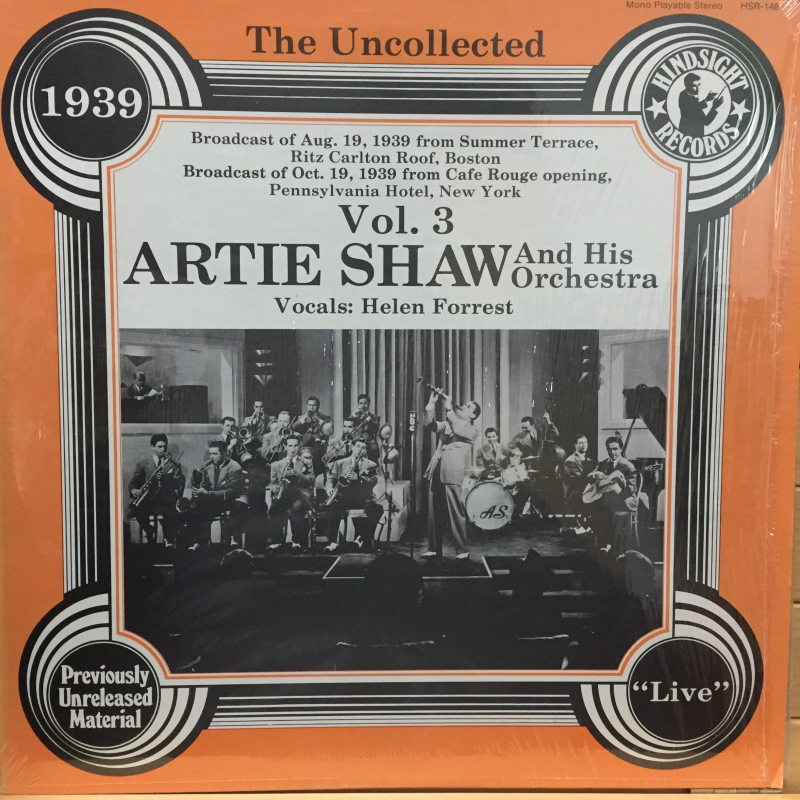 Mono Playable Stereo HSR-148
The Uncollected
1939
HINDSIGHT
RECORDS
Broadcast of Aug. 19, 1939 from Summer Terrace,
Ritz Carlton Roof, Boston
Broadcast of Oct. 19, 1939 from Cafe Rouge opening,
Pennsylvania Hotel, New York
Vol. 3
ARTIE SHAW And His
Orchestra
Vocals: Helen Forrest
NBC
AS
Previously
Unreleased
Material
“Live”